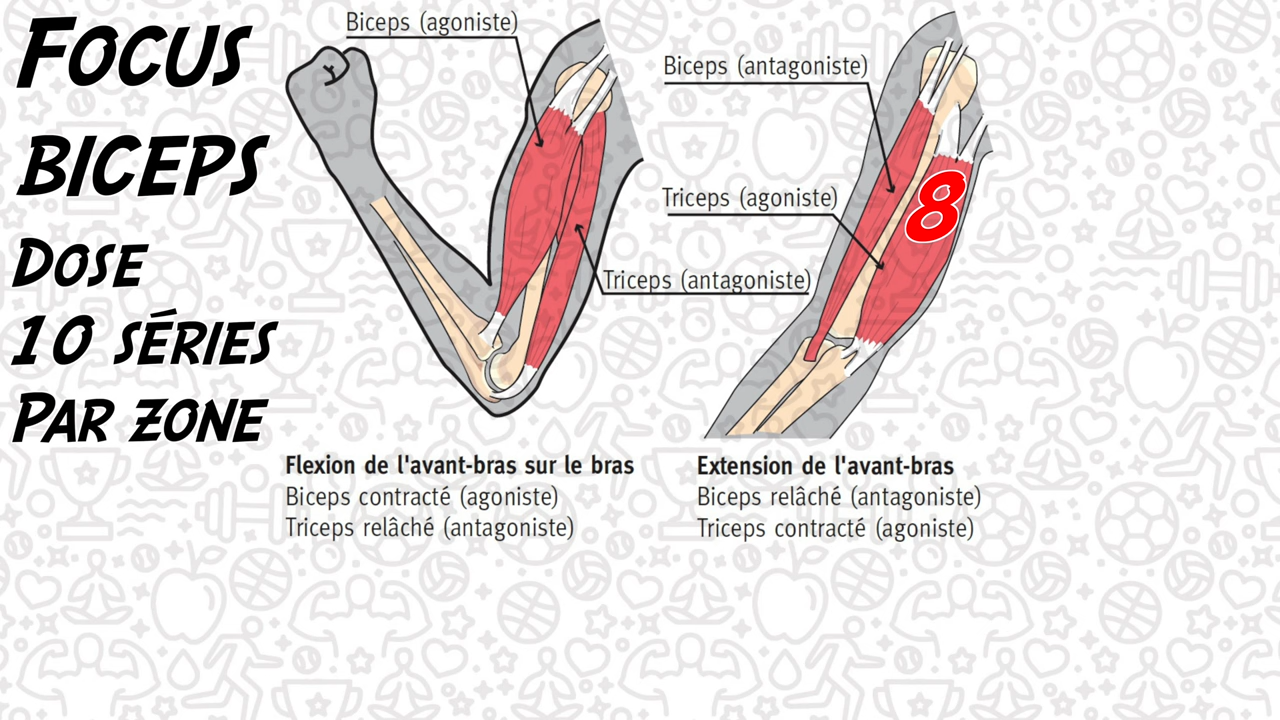 FOCUS
BICEPS
DOSE
10 SÉRIES
PAR ZONE
Biceps (agoniste)
Triceps (antagoniste)
Biceps (antagoniste)
Triceps (agoniste)
8
Flexion de l'avant-bras sur le bras
Biceps contracté (agoniste)
Triceps relâché (antagoniste)
Extension de l'avant-bras
Biceps relâché (antagoniste)
Triceps contracté (agoniste)